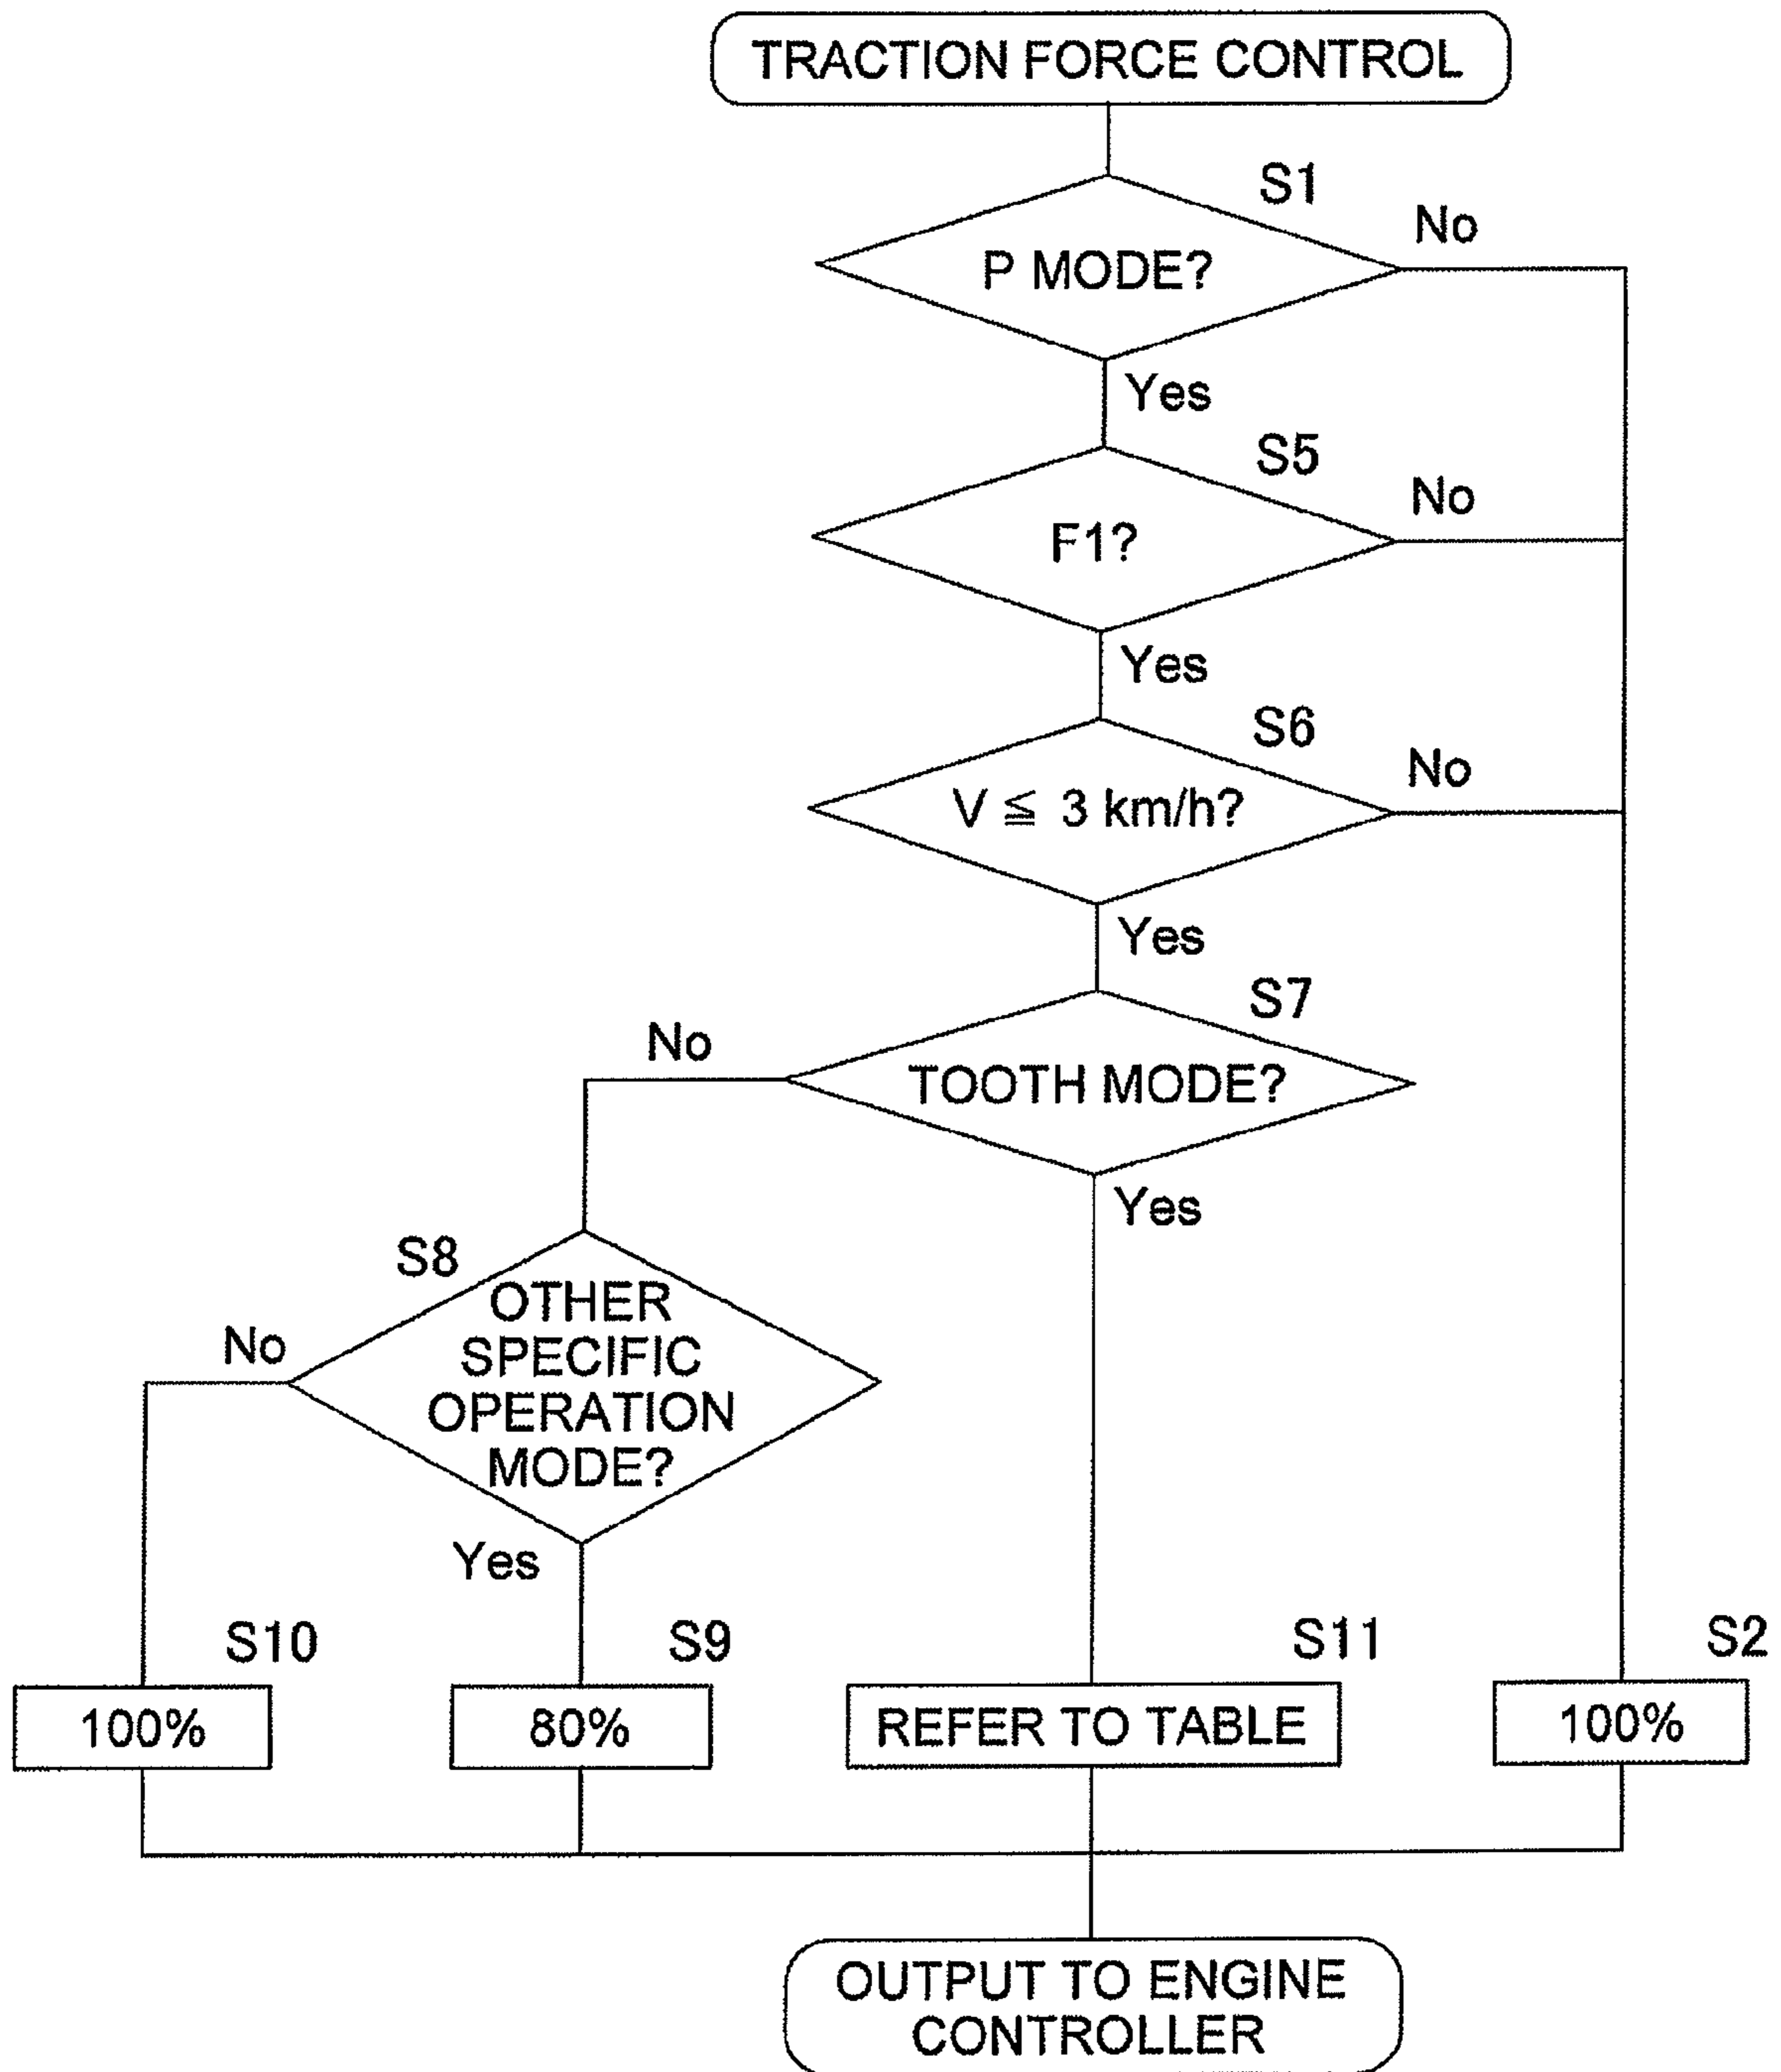 TRACTION FORCE CONTROL
S1
No
P MODE?
Yes
S5
No
F1?
Yes
S6
No
V ≦ 3 km/h?
Yes
S7
No
TOOTH MODE?
Yes
S8
OTHER
SPECIFIC
OPERATION
MODE?
No
Yes
S10
S9
S11
S2
100%
80%
REFER TO TABLE
100%
OUTPUT TO ENGINE
CONTROLLER